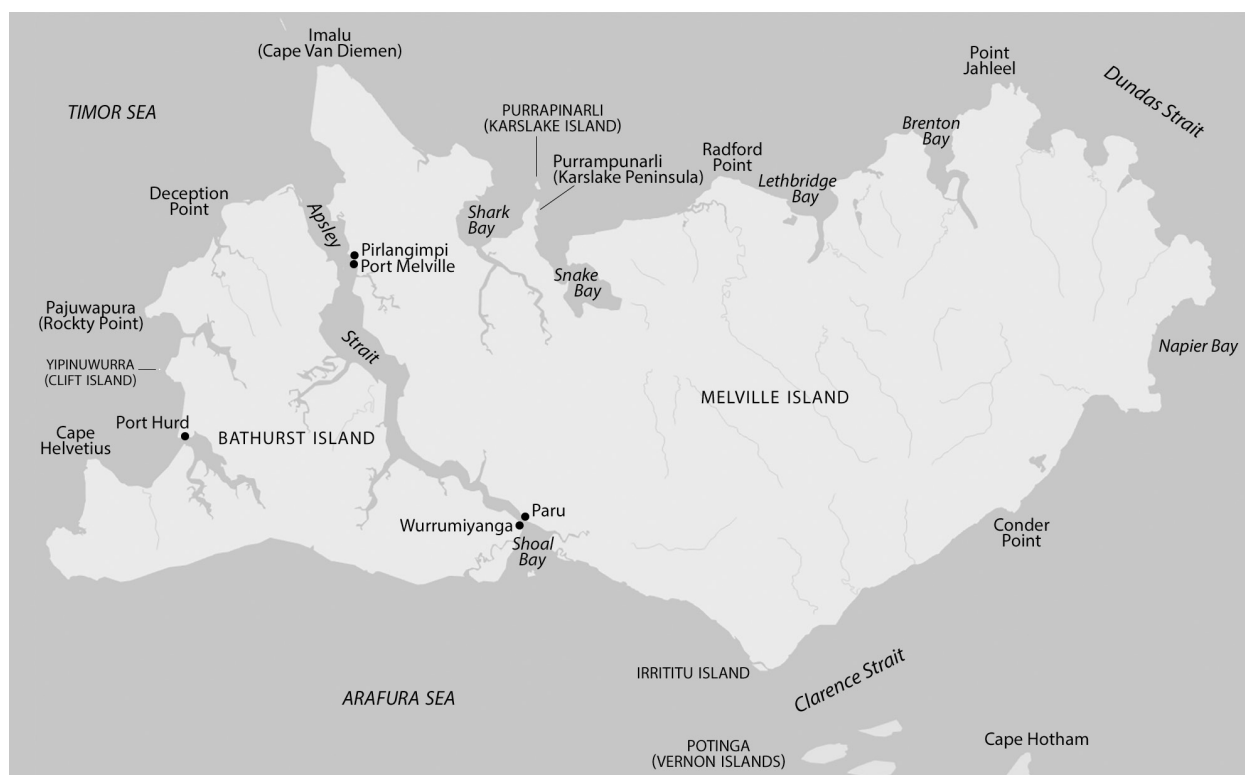 Imalu
(Cape Van Diemen)
Point
Jahleel
Dundas Strait
TIMOR SEA
PURRAPINARLI
(KARSLAKE ISLAND)
Brenton
Bay
Purrampunarli
(Karslake Peninsula)
Radford
Point
Lethbridge
Bay
Deception
Point
Apsley
Shark
Bay
Pirlangimpi
Port Melville
Snake
Bay
Pajuwapura
(Rockty Point)
Strait
Napier Bay
YIPINUWURRA
(CLIFT ISLAND)
MELVILLE ISLAND
Port Hurd
Cape
Helvetius
BATHURST ISLAND
Paru
Wurrumiyanga
Shoal
Bay
Conder
Point
IRRITITU ISLAND
Clarence Strait
ARAFURA SEA
POTINGA
(VERNON ISLANDS)
Cape Hotham